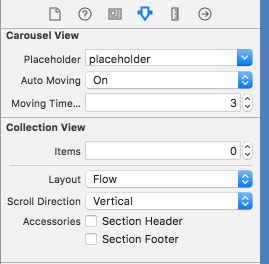 Carousel View
Placeholder placeholder
Auto Moving On
Moving Time... 3
Collection View
Items 0
Layout Flow
Scroll Direction Vertical
Accessories Section Header
Section Footer